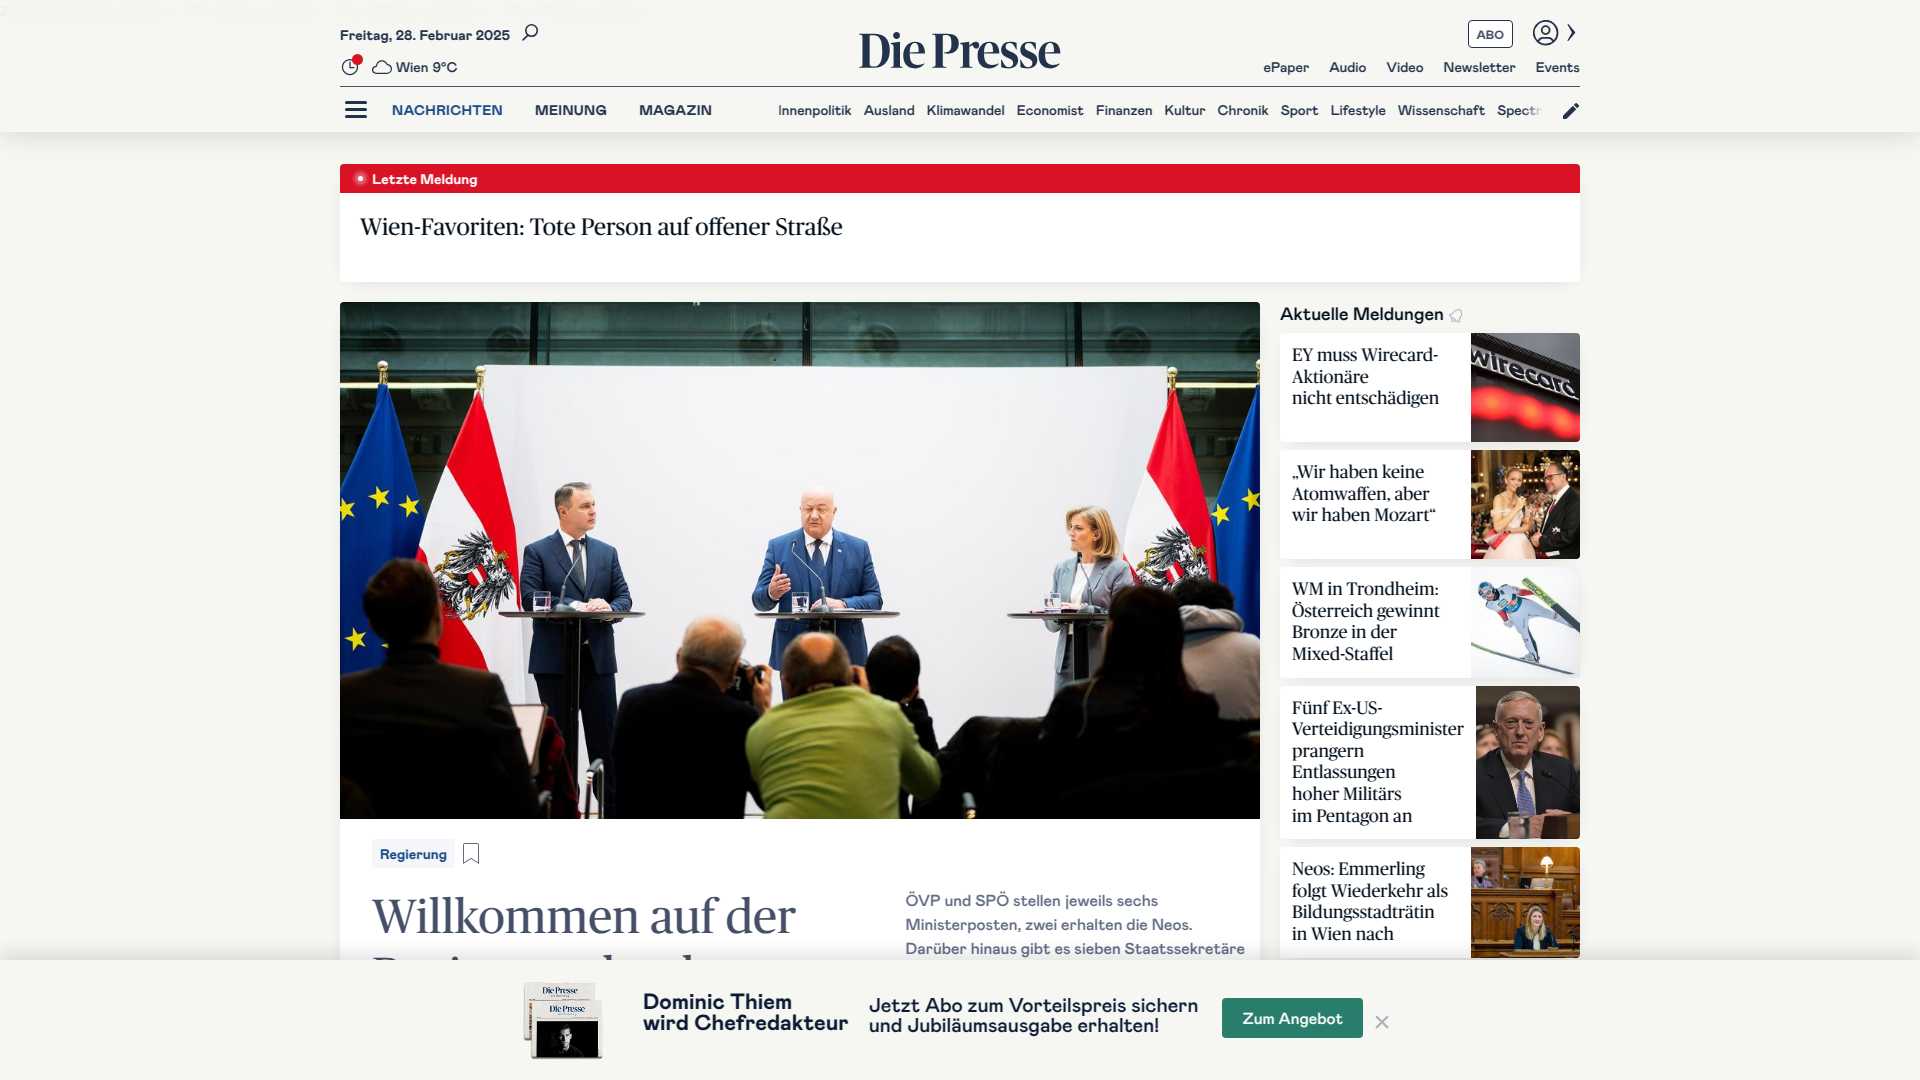 Freitag, 28. Februar 2025
Wien 9°C
Die Presse
ABO
ePaper Audio Video Newsletter Events
NACHRICHTEN MEINUNG MAGAZIN
Innenpolitik Ausland Klimawandel Economist Finanzen Kultur Chronik Sport Lifestyle Wissenschaft Spectr
Letzte Meldung
Wien-Favoriten: Tote Person auf offener Straße
Regierung
Willkommen auf der
ÖVP und SPÖ stellen jeweils sechs
Ministerposten, zwei erhalten die Neos.
Darüber hinaus gibt es sieben Staatssekretäre
Aktuelle Meldungen
EY muss Wirecard-
Aktionäre
nicht entschädigen
wirecard
„Wir haben keine
Atomwaffen, aber
wir haben Mozart“
WM in Trondheim:
Österreich gewinnt
Bronze in der
Mixed-Staffel
Fünf Ex-US-
Verteidigungsminister
prangern
Entlassungen
hoher Militärs
im Pentagon an
Neos: Emmerling
folgt Wiederkehr als
Bildungsstadträtin
in Wien nach
Die Presse
Die Presse
Dominic Thiem
wird Chefredakteur
Jetzt Abo zum Vorteilspreis sichern
und Jubiläumsausgabe erhalten!
Zum Angebot